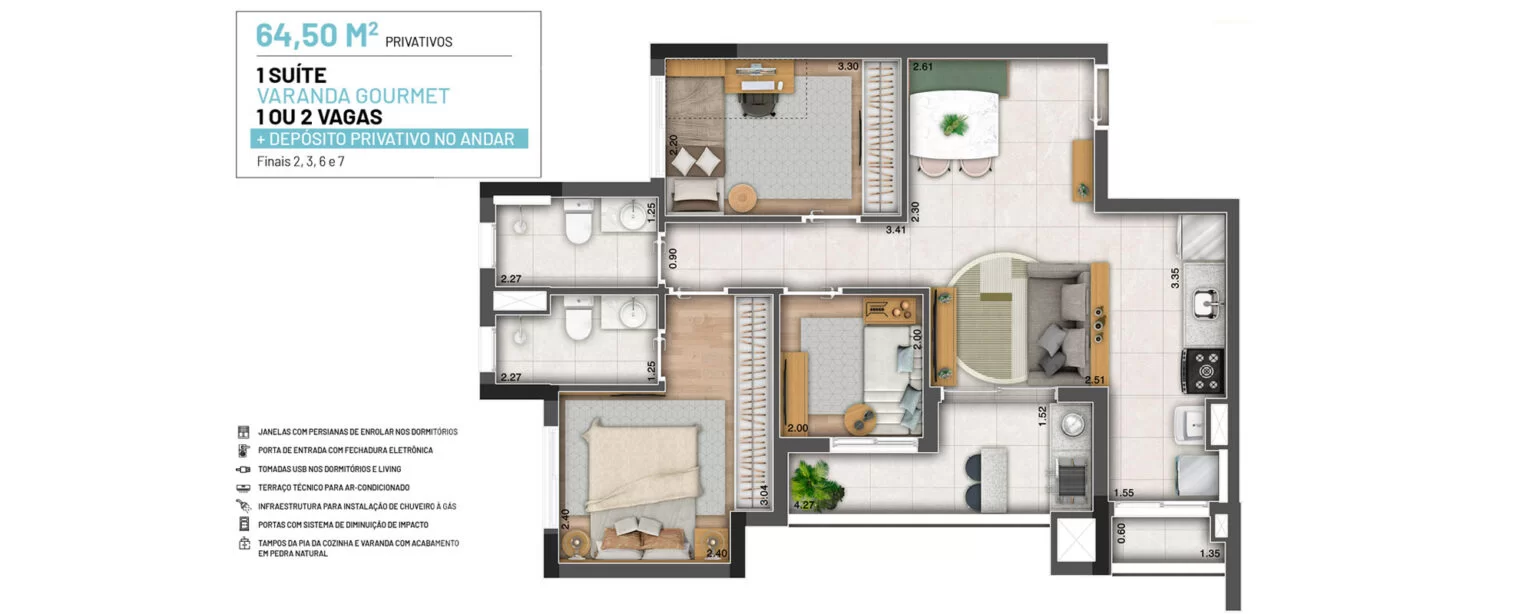 64,50 M² PRIVATIVOS
1 SUÍTE
VARANDA GOURMET
1 OU 2 VAGAS
+ DEPÓSITO PRIVATIVO NO ANDAR
Finais 2, 3, 6 e 7
3.30
2.61
2.20
1.25
2.30
3.41
0.90
2.27
3.35
2.00
2.27
1.25
2.51
1.52
2.00
3.04
4.27
1.55
2.40
2.40
0.60
1.35
JANELAS COM PERSIANAS DE ENROLAR NOS DORMITÓRIOS
PORTA DE ENTRADA COM FECHADURA ELETRÔNICA
TOMADAS USB NOS DORMITÓRIOS E LIVING
TERRAÇO TÉCNICO PARA AR-CONDICIONADO
INFRAESTRUTURA PARA INSTALAÇÃO DE CHUVEIRO À GÁS
PORTAS COM SISTEMA DE DIMINUIÇÃO DE IMPACTO
TAMPOS DA PIA DA COZINHA E VARANDA COM ACABAMENTO
EM PEDRA NATURAL